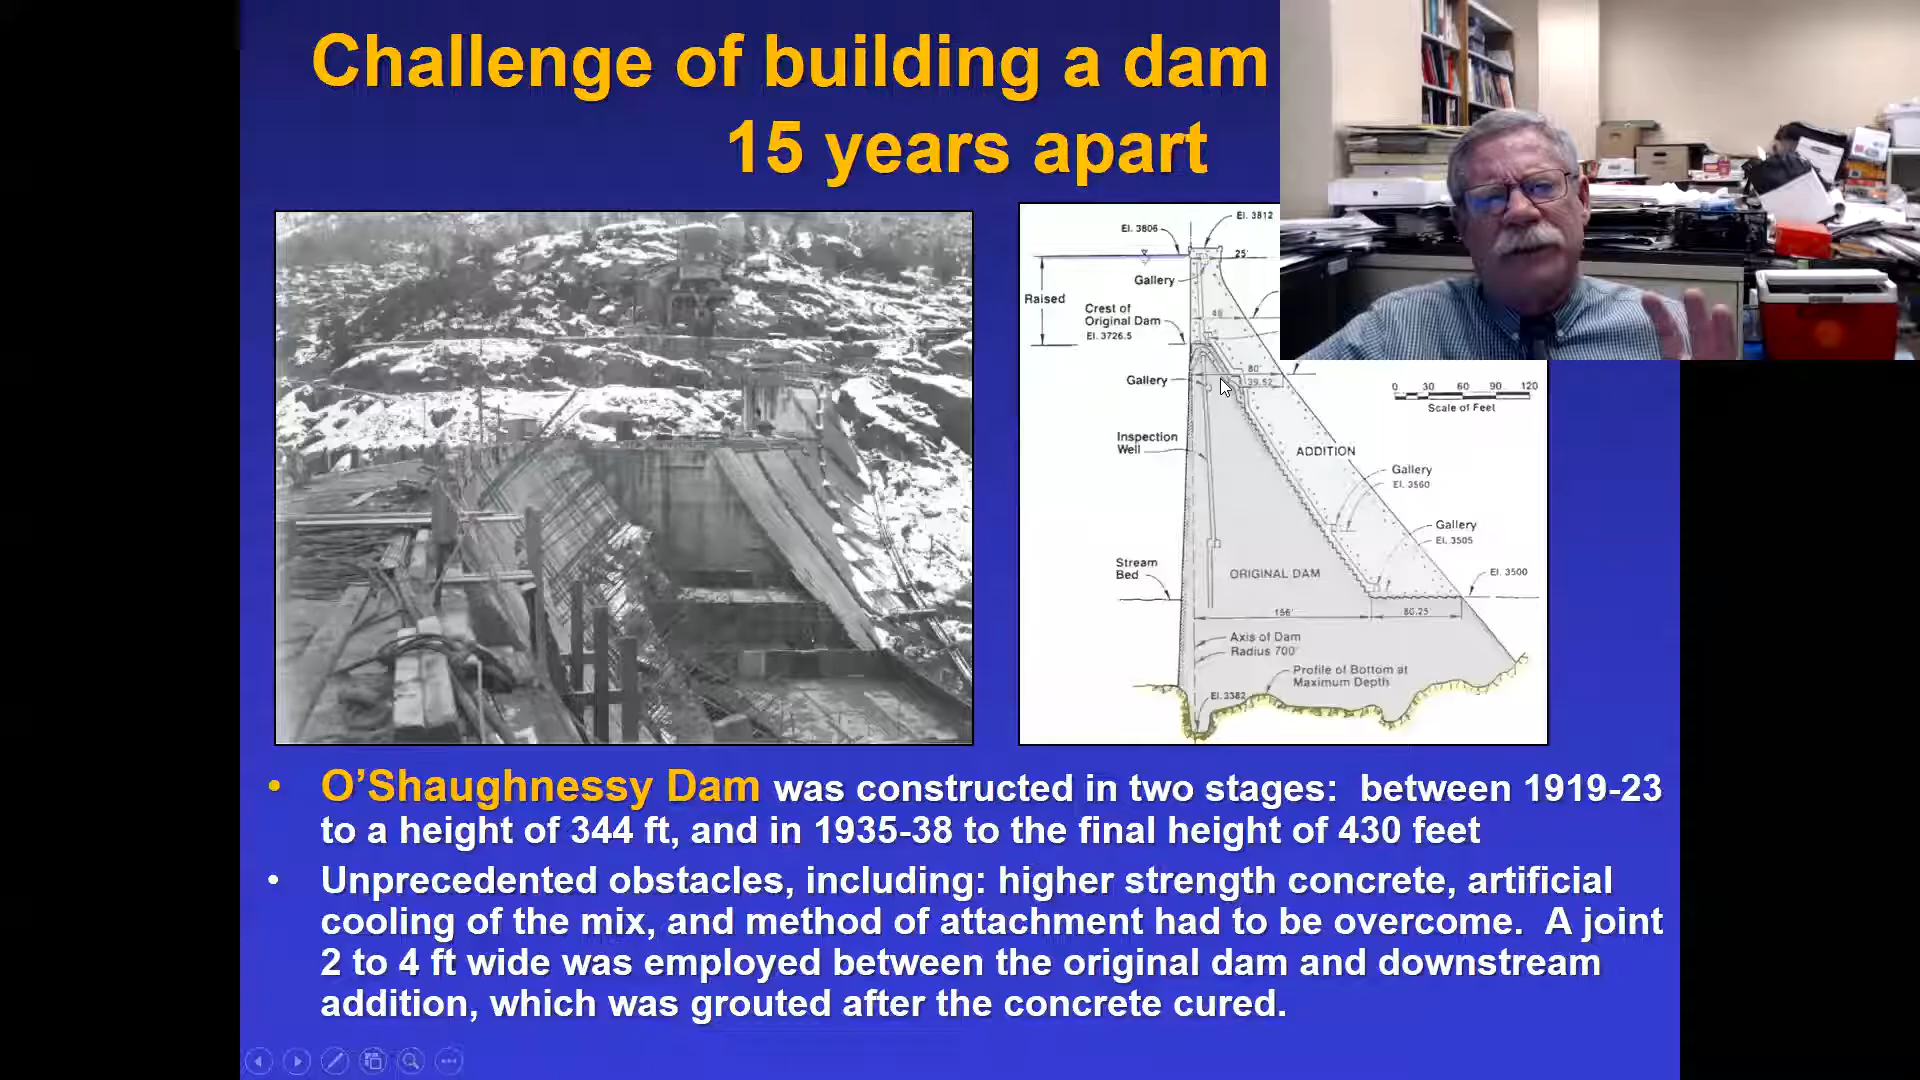 Challenge of building a dam
15 years apart
El. 3812
El. 3806
25'
Gallery
Raised
Crest of
Original Dam
El. 3726.5
48
80'
Gallery
39.52
0 30 60 90 120
Scale of Feet
Inspection
Well
ADDITION
Gallery
El. 3560
Gallery
El. 3505
Stream
Bed
ORIGINAL DAM
El. 3500
156'
80.25
Axis of Dam
Radius 700'
Profile of Bottom at
Maximum Depth
El. 3382
• O’Shaughnessy Dam was constructed in two stages: between 1919-23
to a height of 344 ft, and in 1935-38 to the final height of 430 feet
• Unprecedented obstacles, including: higher strength concrete, artificial
cooling of the mix, and method of attachment had to be overcome. A joint
2 to 4 ft wide was employed between the original dam and downstream
addition, which was grouted after the concrete cured.